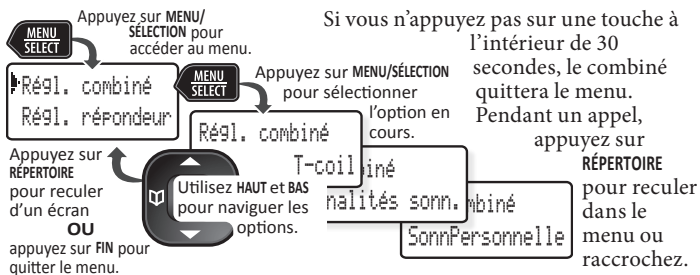 Appuyez sur MENU/
SÉLECTION pour
accéder au menu.
MENU
SELECT
Régl. combiné
Régl. répondeur
Appuyez sur
RÉPERTOIRE
pour reculer
d'un écran
OU
appuyez sur FIN pour
quitter le menu.
Utilisez HAUT et BAS
pour naviguer les
options.
MENU
SELECT
Appuyez sur MENU/SÉLECTION
pour sélectionner
l'option en
cours.
Régl. combiné
T-coil
iné
nalités sonn.
mbiné
SonnPersonnelle
Si vous n'appuyez pas sur une touche à
l'intérieur de 30
secondes, le combiné
quittera le menu.
Pendant un appel,
appuyez sur
RÉPERTOIRE
pour reculer
dans le
menu ou
raccrochez.